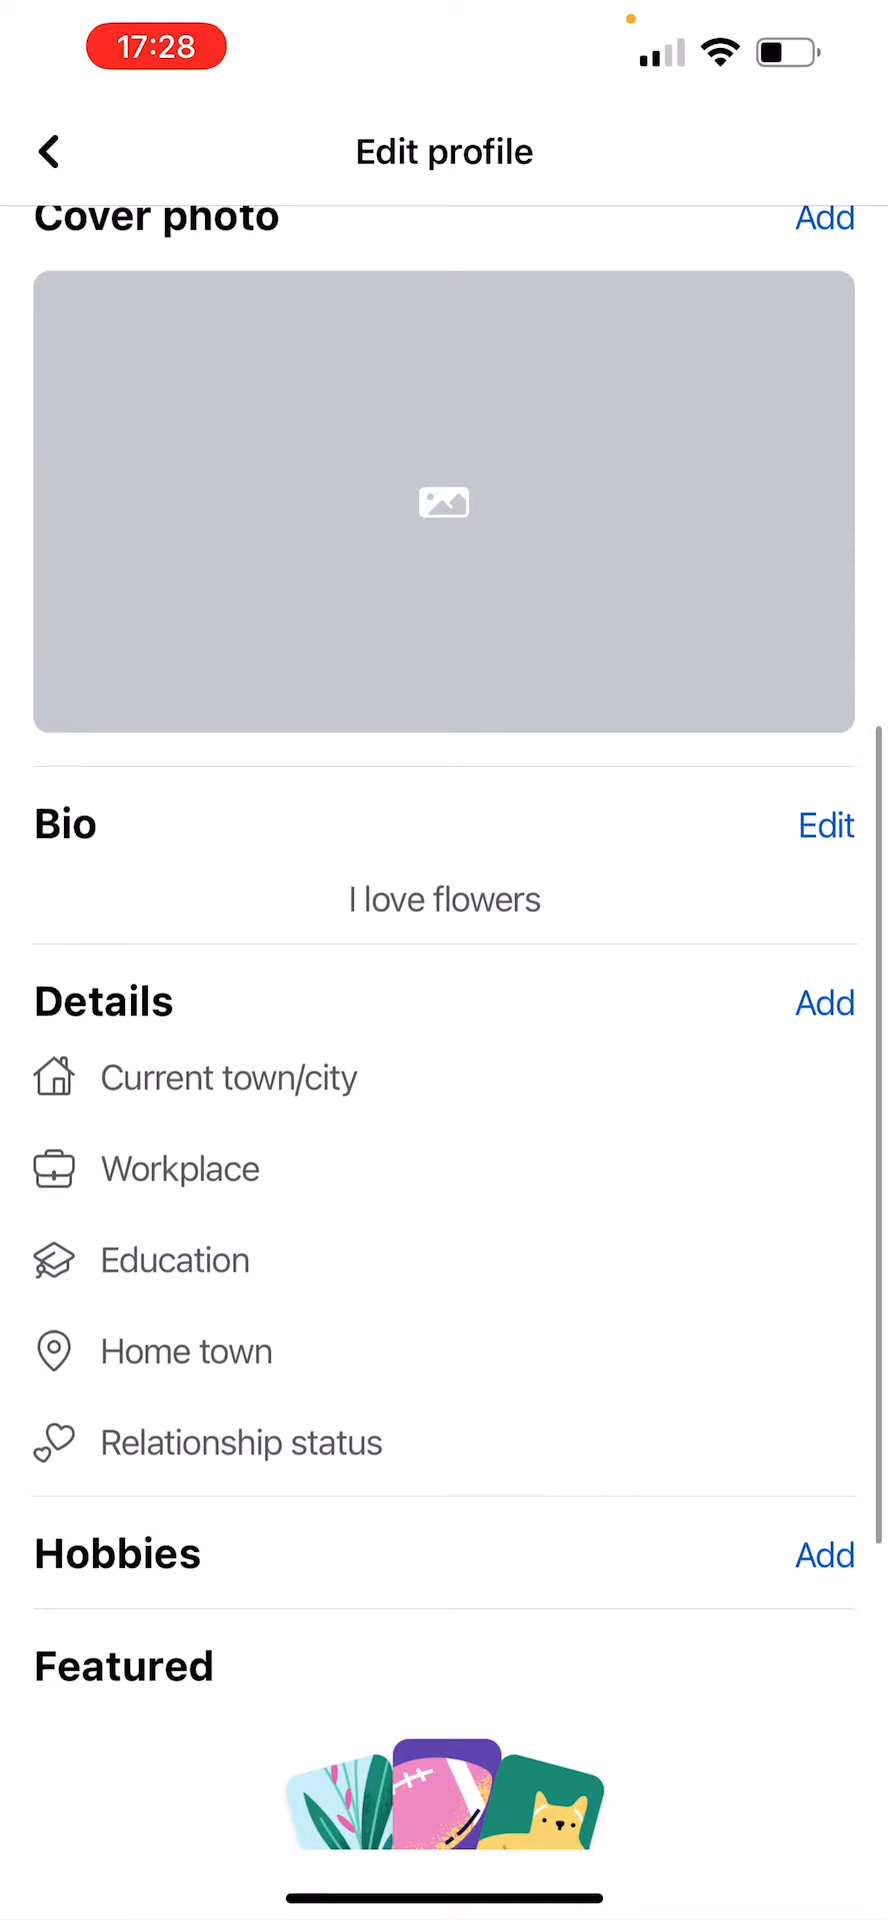 17:28
Edit profile
Cover photo
Add
Bio
Edit
I love flowers
Details
Add
Current town/city
Workplace
Education
Home town
Relationship status
Hobbies
Add
Featured